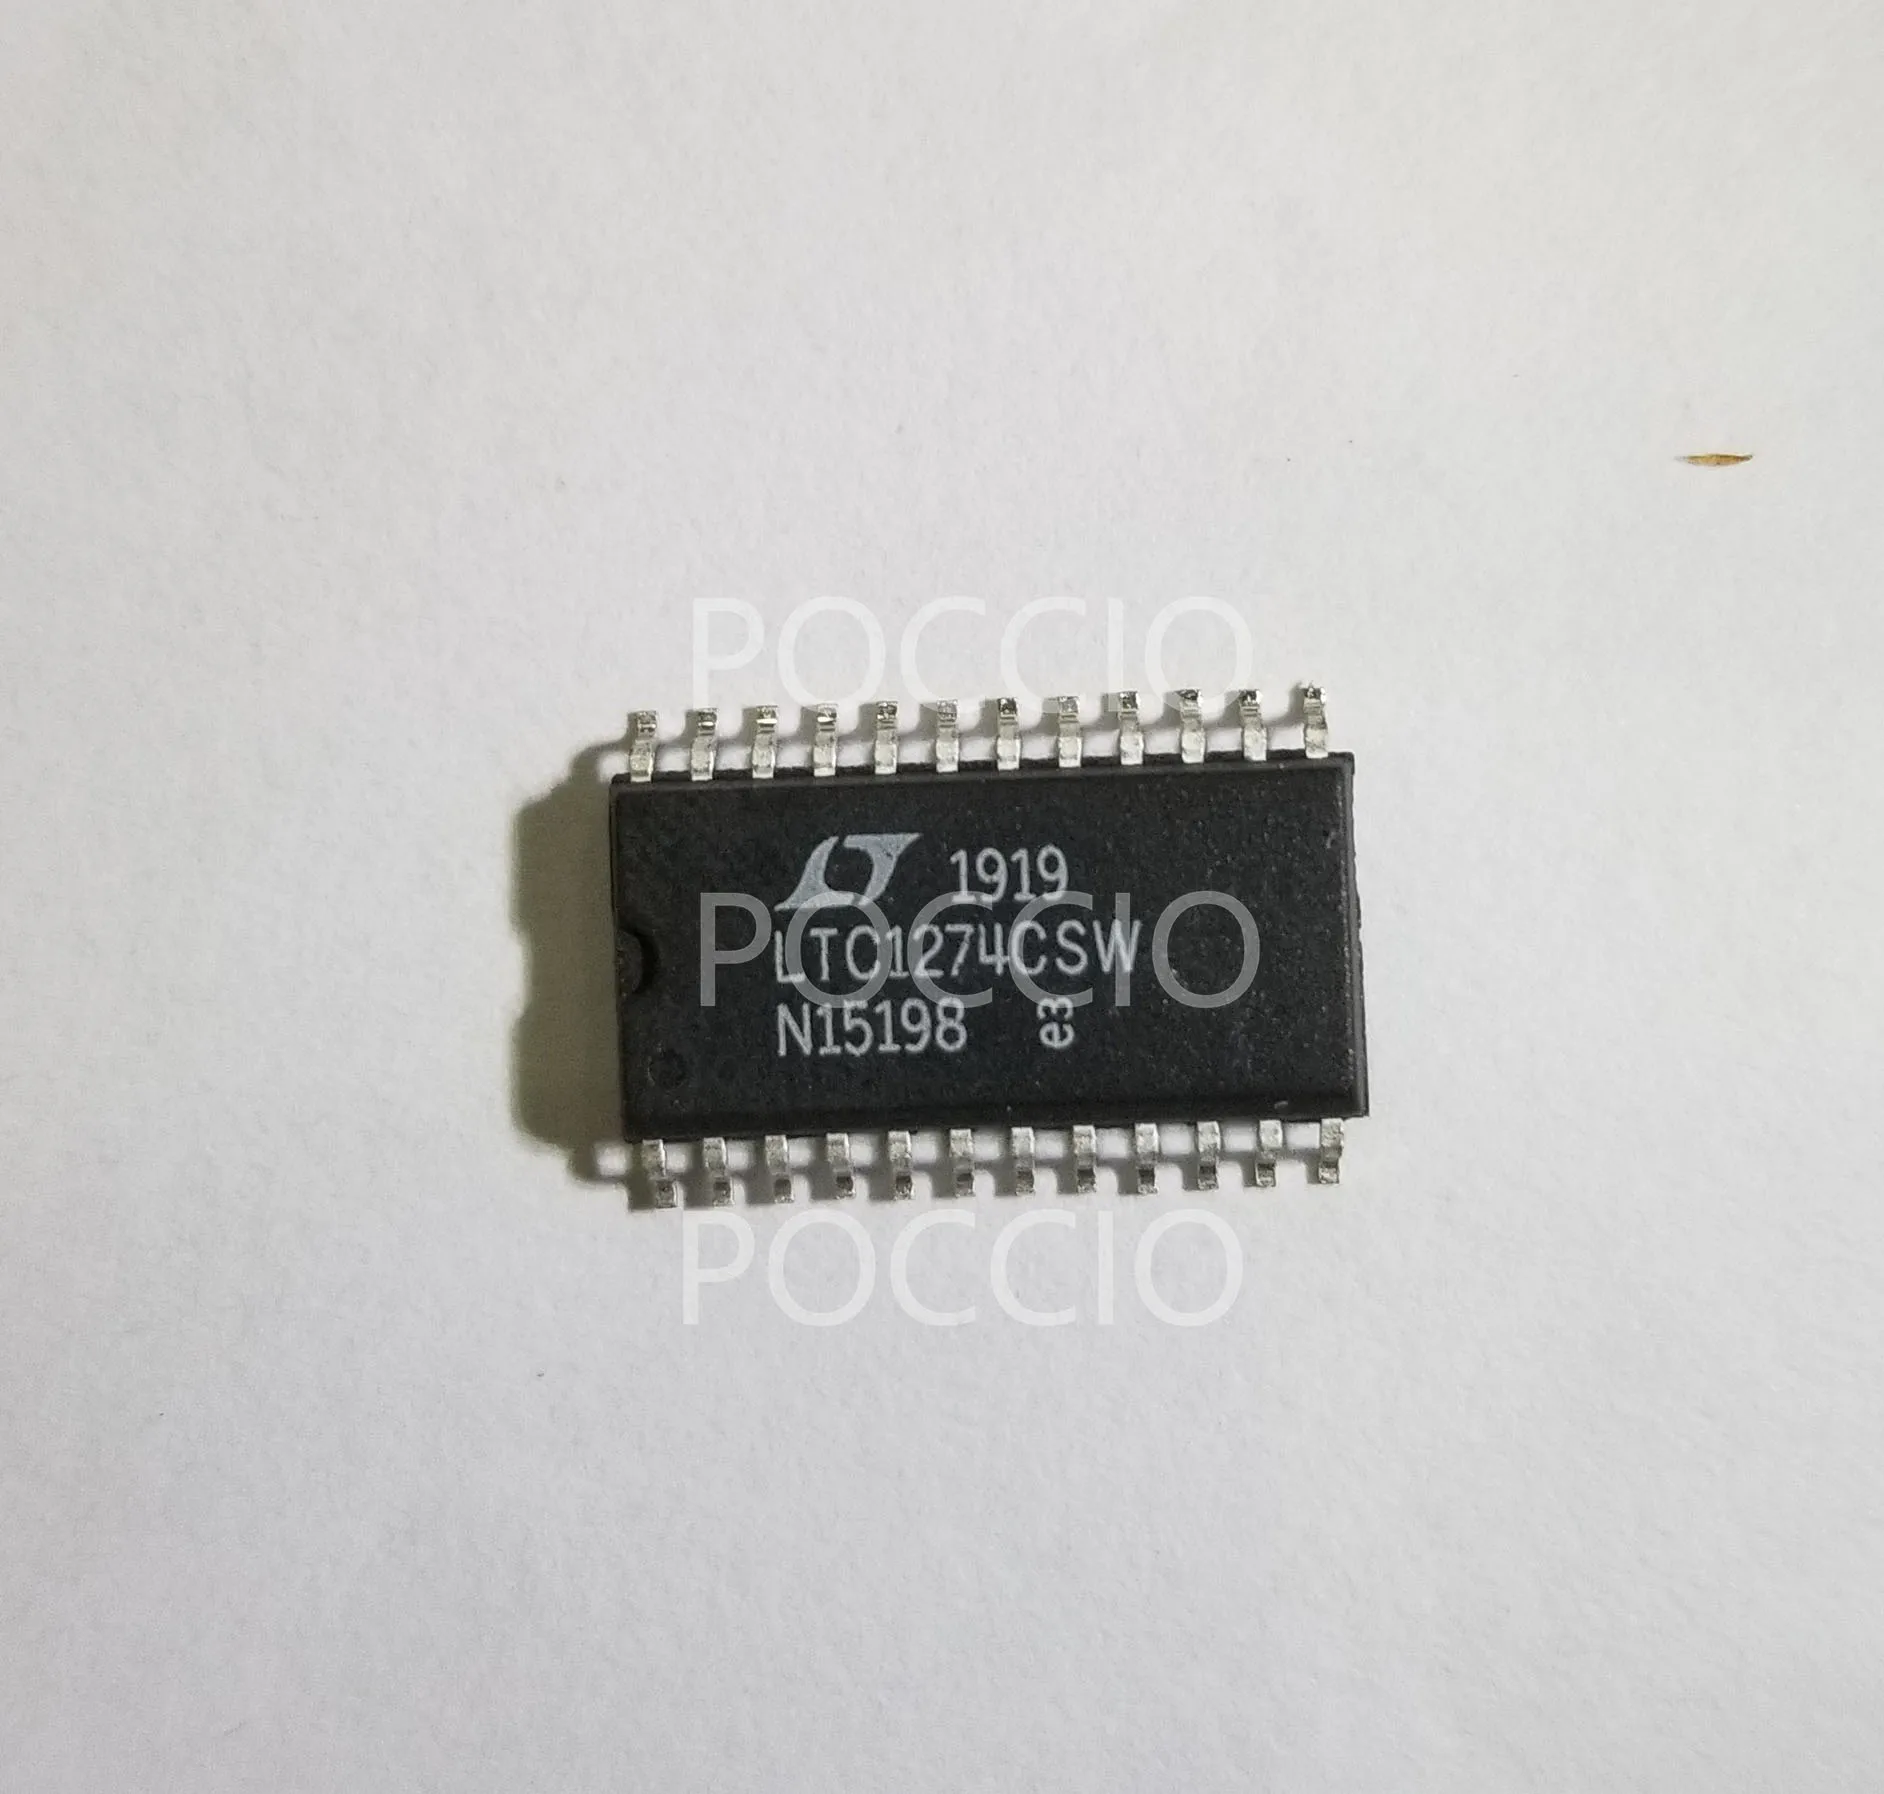 POCCIO
1919
POCCIO
LTC1274CSW
N15198 e3
POCCIO